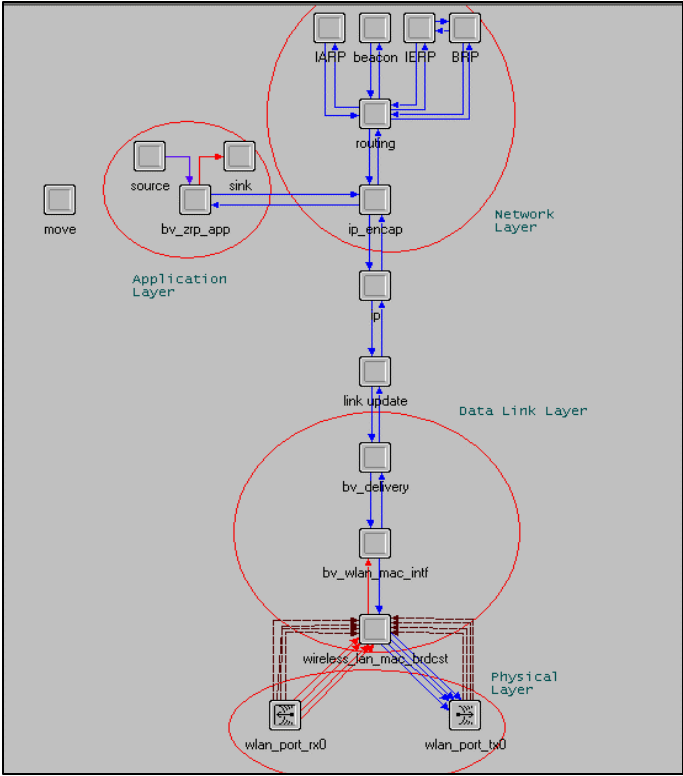 IARP beacon IERP BRP
routing
source sink
move bv_zrp_app ip_encap
Network
Layer
Application
Layer
link update
Data Link Layer
bv_delivery
bv_wlan_mac_intf
wireless_lan_mac_brdcst
Physical
Layer
wlan_port_rx0 wlan_port_tx0